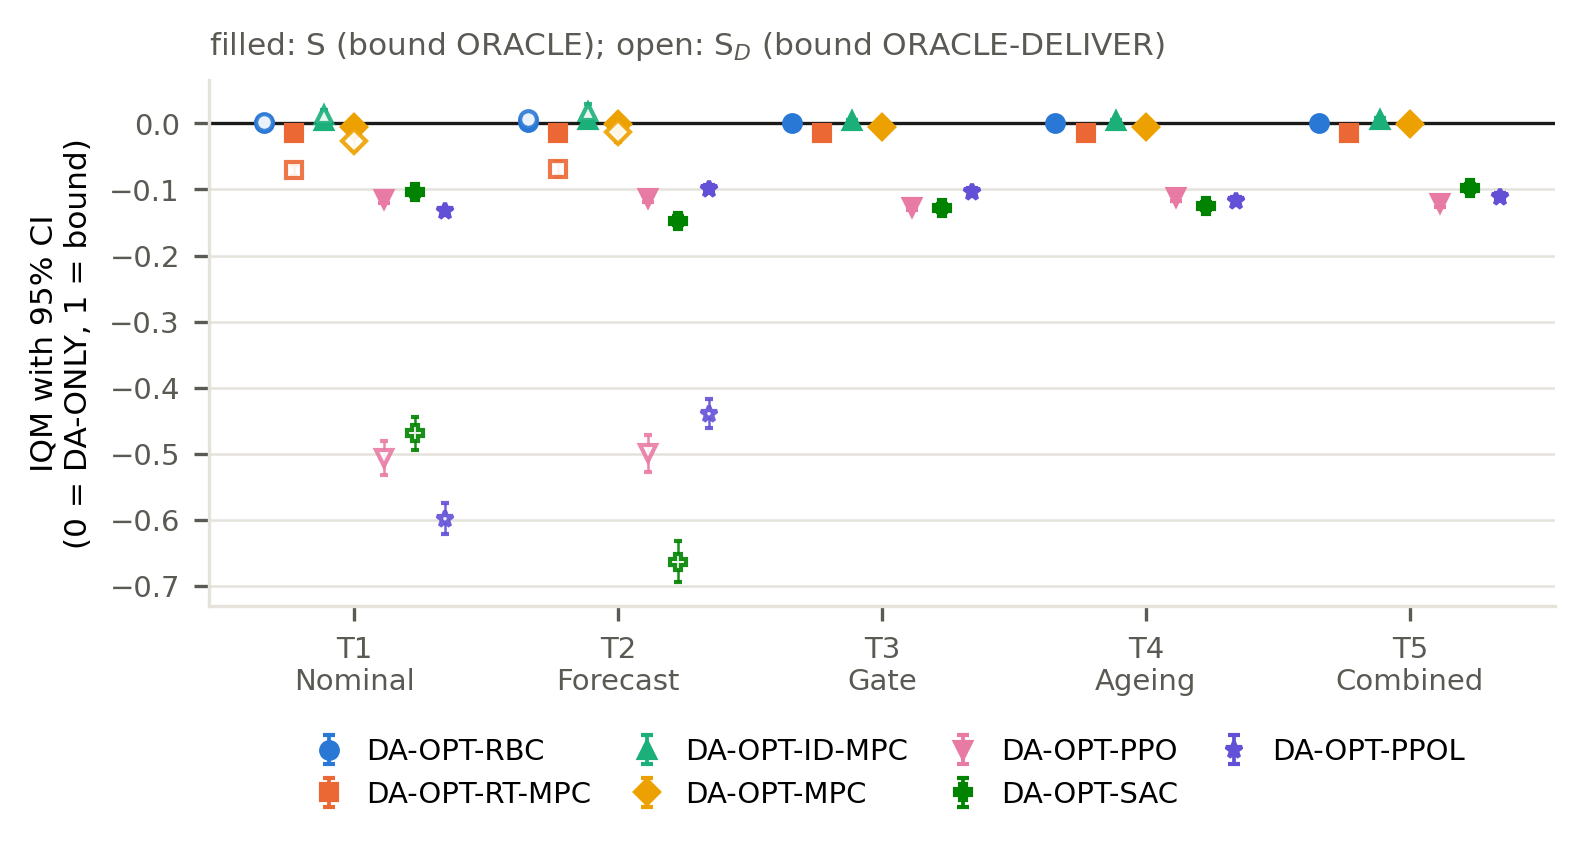 filled: S (bound ORACLE); open: S_D (bound ORACLE-DELIVER)
IQM with 95% CI
(0 = DA-ONLY, 1 = bound)
0.0
−0.1
−0.2
−0.3
−0.4
−0.5
−0.6
−0.7
T1 T2 T3 T4 T5
Nominal Forecast Gate Ageing Combined
DA-OPT-RBC DA-OPT-ID-MPC DA-OPT-PPO DA-OPT-PPOL
DA-OPT-RT-MPC DA-OPT-MPC DA-OPT-SAC